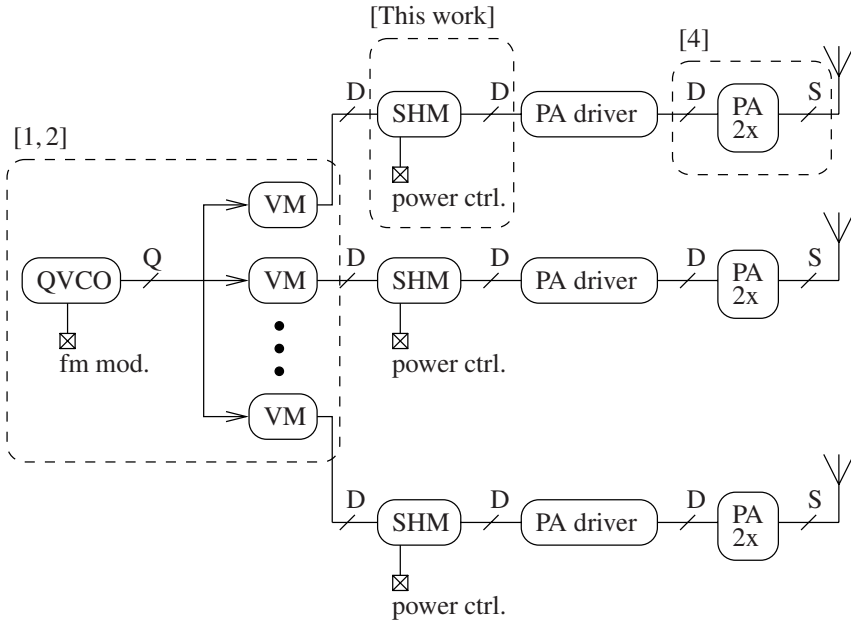 [This work]
[4]
D
SHM
D
PA driver
D
PA
2x
S
power ctrl.
[1, 2]
VM
QVCO
Q
VM
D
SHM
D
PA driver
D
PA
2x
S
fm mod.
power ctrl.
VM
D
SHM
D
PA driver
D
PA
2x
S
power ctrl.